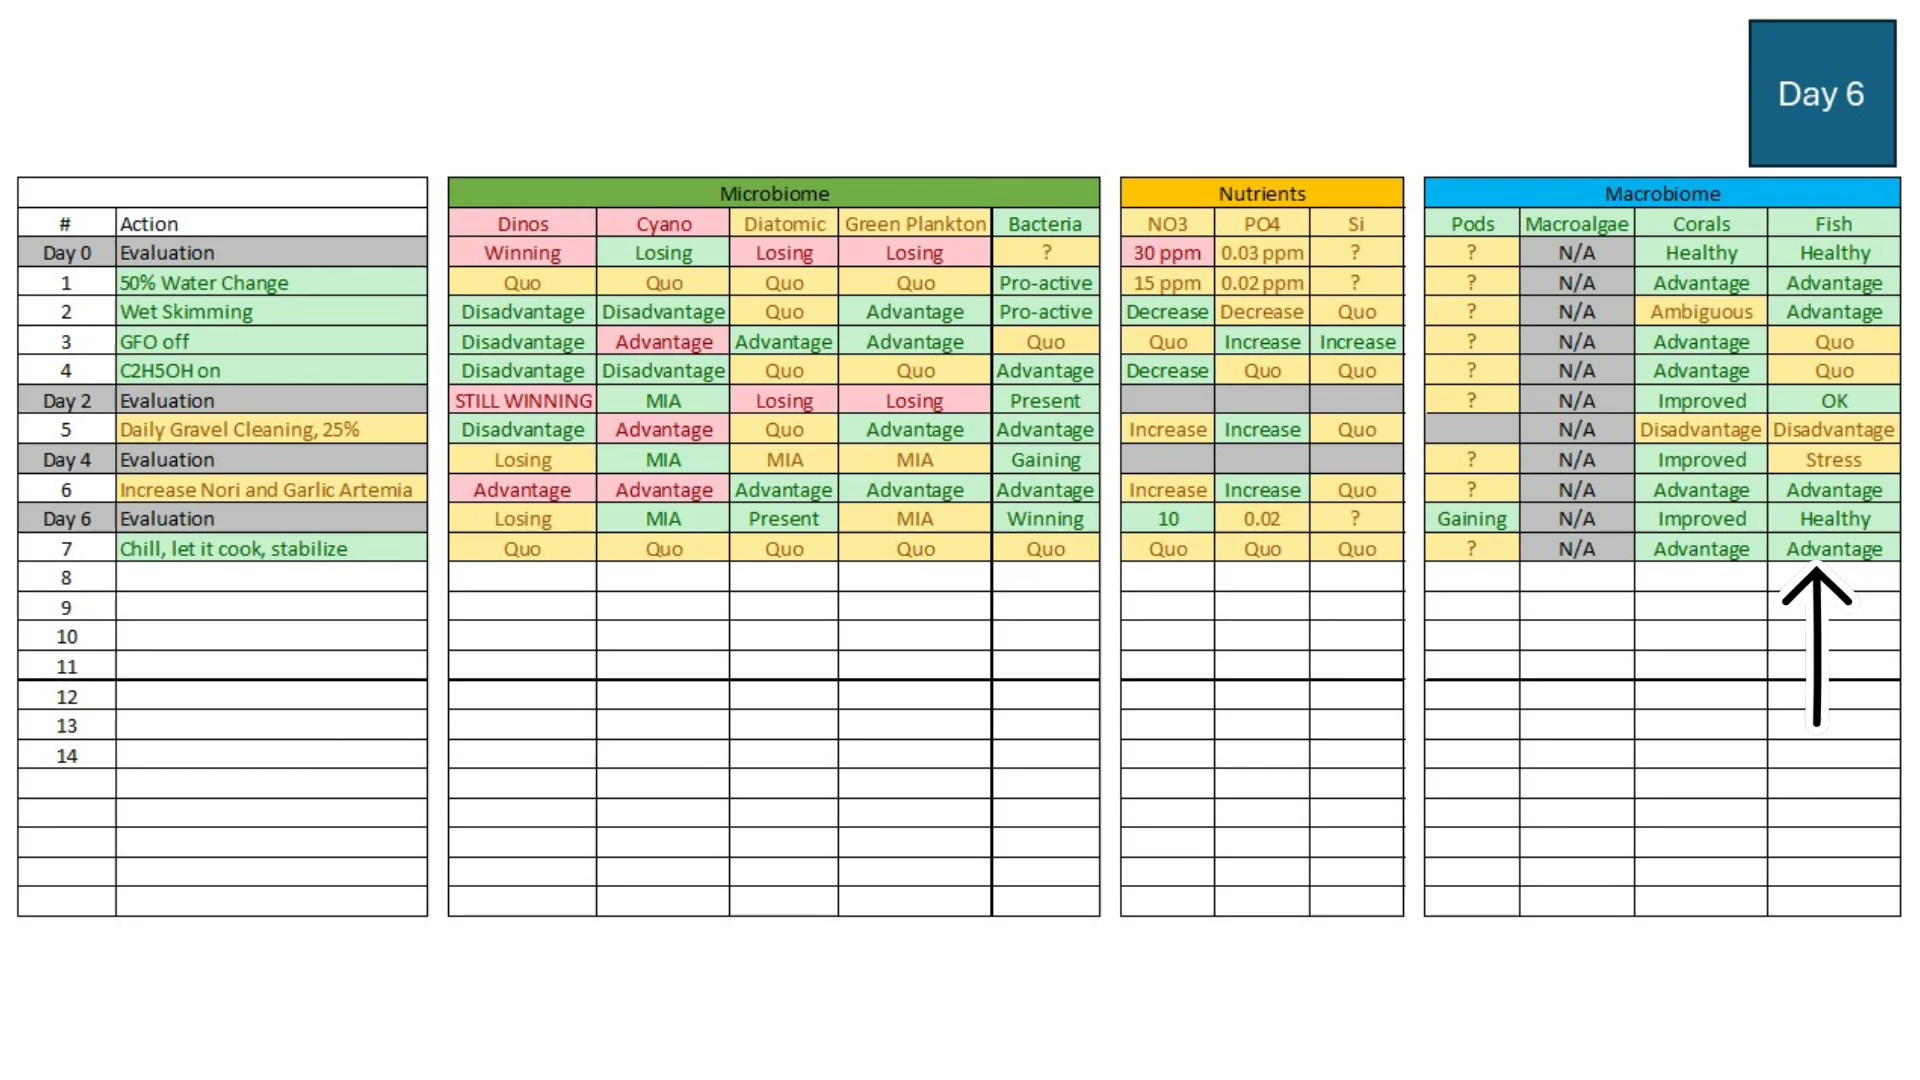 Day 6
Microbiome Nutrients Macrobiome
# Action Dinos Cyano Diatomic Green Plankton Bacteria NO3 PO4 Si Pods Macroalgae Corals Fish
Day 0 Evaluation Winning Losing Losing Losing ? 30 ppm 0.03 ppm ? ? N/A Healthy Healthy
1 50% Water Change Quo Quo Quo Quo Pro-active 15 ppm 0.02 ppm ? ? N/A Advantage Advantage
2 Wet Skimming Disadvantage Disadvantage Quo Advantage Pro-active Decrease Decrease Quo ? N/A Ambiguous Advantage
3 GFO off Disadvantage Advantage Advantage Advantage Quo Quo Increase Increase ? N/A Advantage Quo
4 C2H5OH on Disadvantage Disadvantage Quo Quo Advantage Decrease Quo Quo ? N/A Advantage Quo
Day 2 Evaluation STILL WINNING MIA Losing Losing Present ? N/A Improved OK
5 Daily Gravel Cleaning, 25% Disadvantage Advantage Quo Advantage Advantage Increase Increase Quo N/A Disadvantage Disadvantage
Day 4 Evaluation Losing MIA MIA MIA Gaining ? N/A Improved Stress
6 Increase Nori and Garlic Artemia Advantage Advantage Advantage Advantage Advantage Increase Increase Quo ? N/A Advantage Advantage
Day 6 Evaluation Losing MIA Present MIA Winning 10 0.02 ? Gaining N/A Improved Healthy
7 Chill, let it cook, stabilize Quo Quo Quo Quo Quo Quo Quo Quo ? N/A Advantage Advantage
8
9
10
11
12
13
14